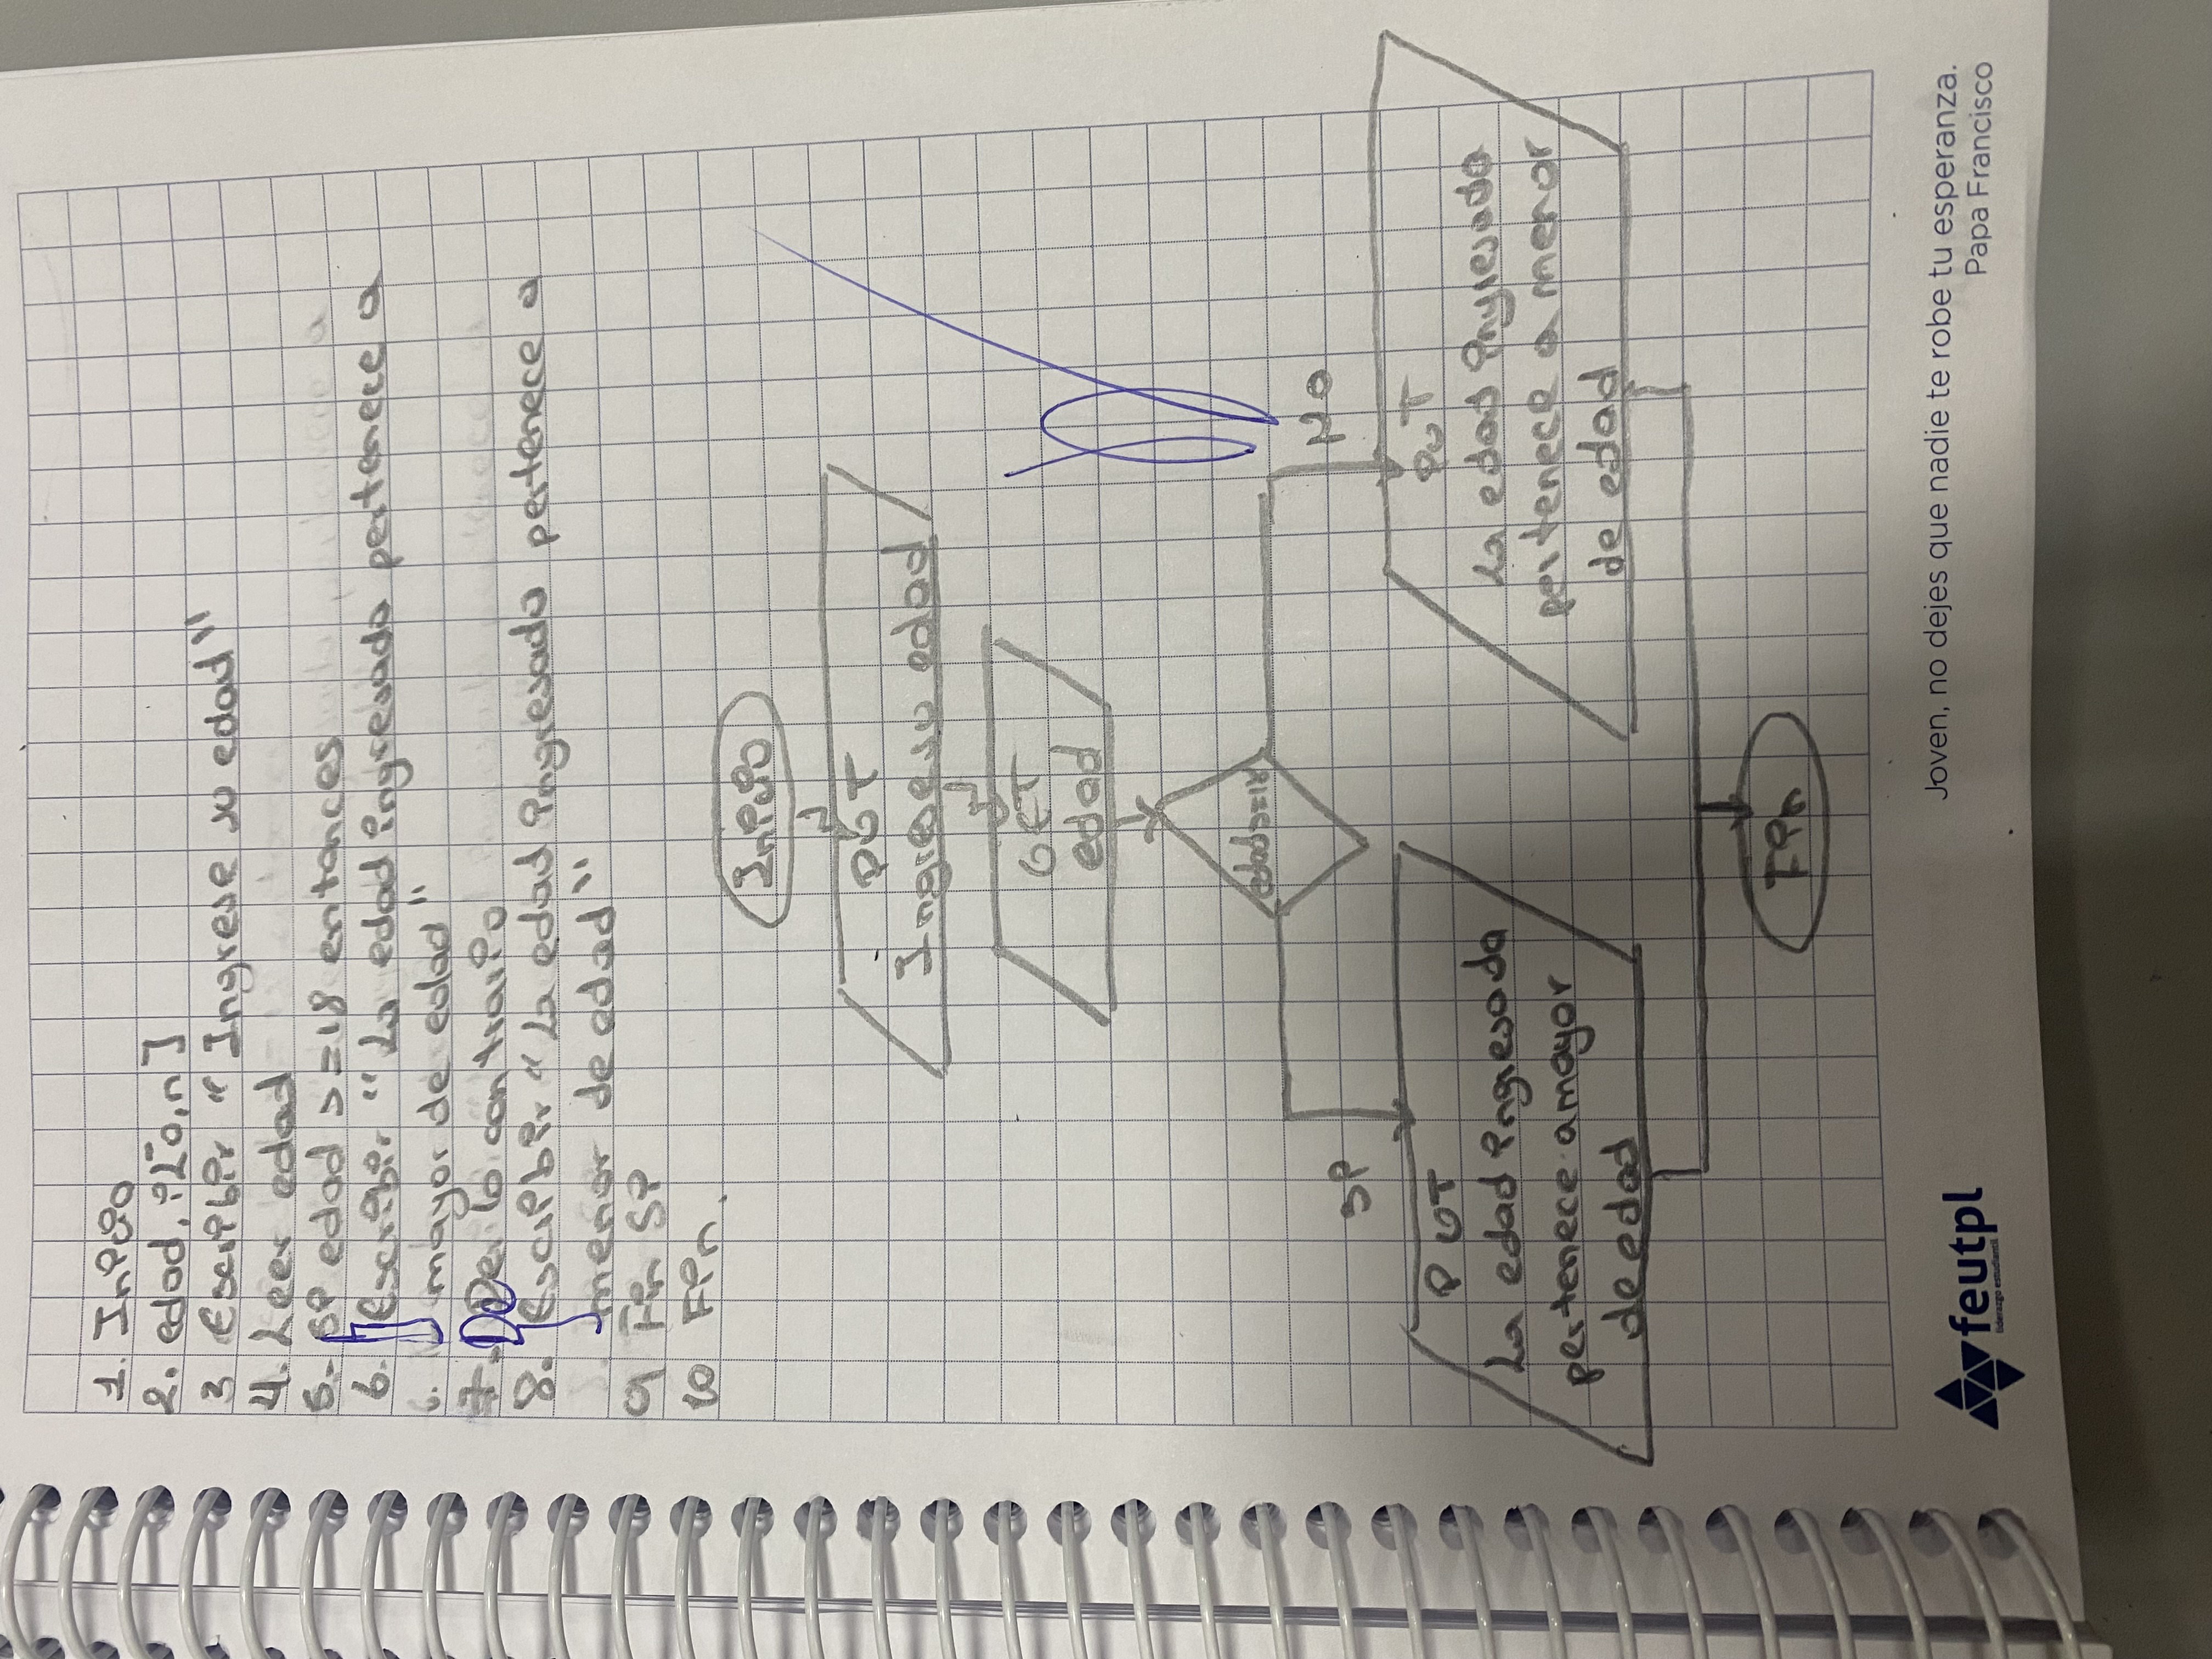 1. Inicio
2. edad, i[0,n]
3 Escribir "Ingrese su edad"
4. Leer edad
5. Si edad >=18 entonces
6. Escribir "La edad ingresada pertenece a
mayor de edad"
7. De lo contrario
8. Escribir "La edad ingresada pertenece a
menor de edad"
9 Fin Si
10 Fin.
Inicio
PUT
Ingrese su edad
GET
edad
edad>=18
Si
NO
PUT
La edad ingresada
pertenece a mayor
de edad
PUT
La edad ingresada
pertenece a menor
de edad
Fin
feutpl
liderazgo estudiantil
Joven, no dejes que nadie te robe tu esperanza.
Papa Francisco